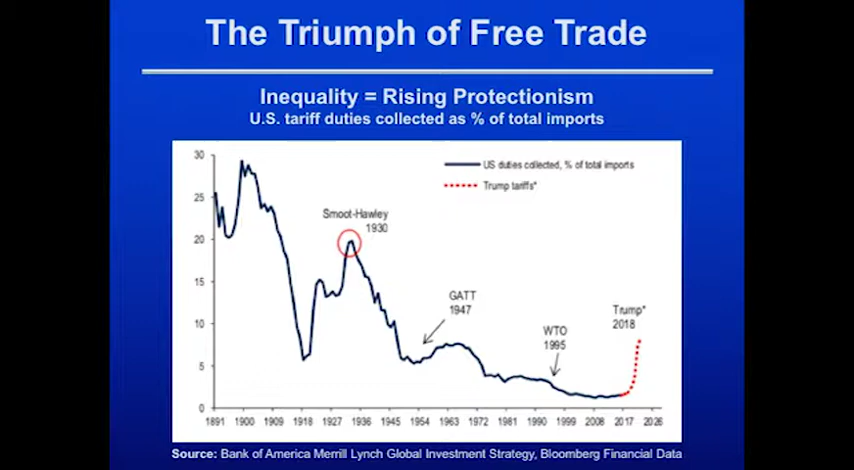 The Triumph of Free Trade
Inequality = Rising Protectionism
U.S. tariff duties collected as % of total imports
30
25
20
15
10
5
0
US duties collected, % of total imports
Trump tariffs*
Smoot-Hawley
1930
GATT
1947
WTO
1995
Trump*
2018
1891 1900 1909 1918 1927 1936 1945 1954 1963 1972 1981 1990 1999 2008 2017 2026
Source: Bank of America Merrill Lynch Global Investment Strategy, Bloomberg Financial Data